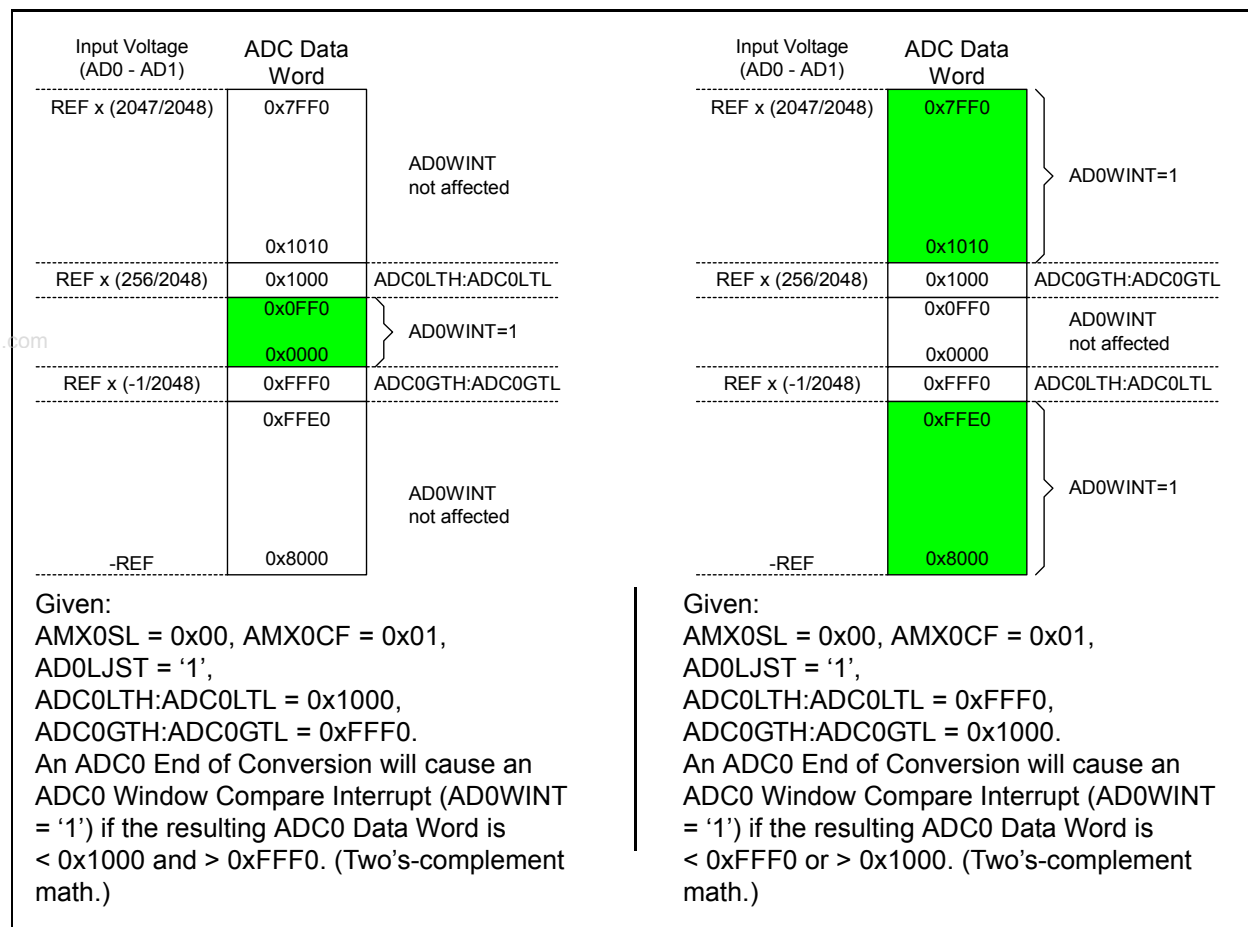 Input Voltage
(AD0 - AD1)
ADC Data
Word
REF x (2047/2048)
0x7FF0
AD0WINT
not affected
0x1010
REF x (256/2048)
0x1000
ADC0LTH:ADC0LTL
0x0FF0
AD0WINT=1
0x0000
REF x (-1/2048)
0xFFF0
ADC0GTH:ADC0GTL
0xFFE0
AD0WINT
not affected
-REF
0x8000
Given:
AMX0SL = 0x00, AMX0CF = 0x01,
AD0LJST = ‘1’,
ADC0LTH:ADC0LTL = 0x1000,
ADC0GTH:ADC0GTL = 0xFFF0.
An ADC0 End of Conversion will cause an
ADC0 Window Compare Interrupt (AD0WINT
= ‘1’) if the resulting ADC0 Data Word is
< 0x1000 and > 0xFFF0. (Two’s-complement
math.)
Input Voltage
(AD0 - AD1)
ADC Data
Word
REF x (2047/2048)
0x7FF0
AD0WINT=1
0x1010
REF x (256/2048)
0x1000
ADC0GTH:ADC0GTL
0x0FF0
AD0WINT
not affected
0x0000
REF x (-1/2048)
0xFFF0
ADC0LTH:ADC0LTL
0xFFE0
AD0WINT=1
-REF
0x8000
Given:
AMX0SL = 0x00, AMX0CF = 0x01,
AD0LJST = ‘1’,
ADC0LTH:ADC0LTL = 0xFFF0,
ADC0GTH:ADC0GTL = 0x1000.
An ADC0 End of Conversion will cause an
ADC0 Window Compare Interrupt (AD0WINT
= ‘1’) if the resulting ADC0 Data Word is
< 0xFFF0 or > 0x1000. (Two’s-complement
math.)
.com